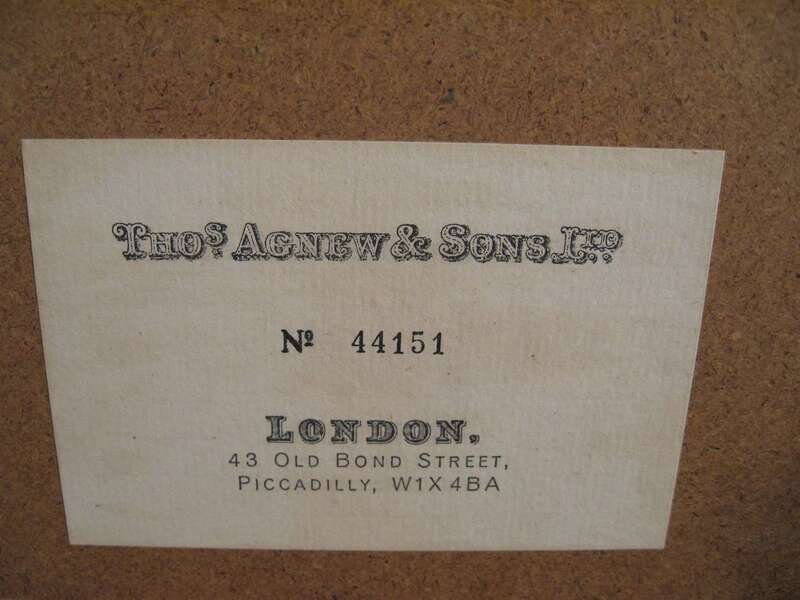 Thos. Agnew & Sons Ltd.
No 44151
London,
43 Old Bond Street,
Piccadilly, W1X 4BA